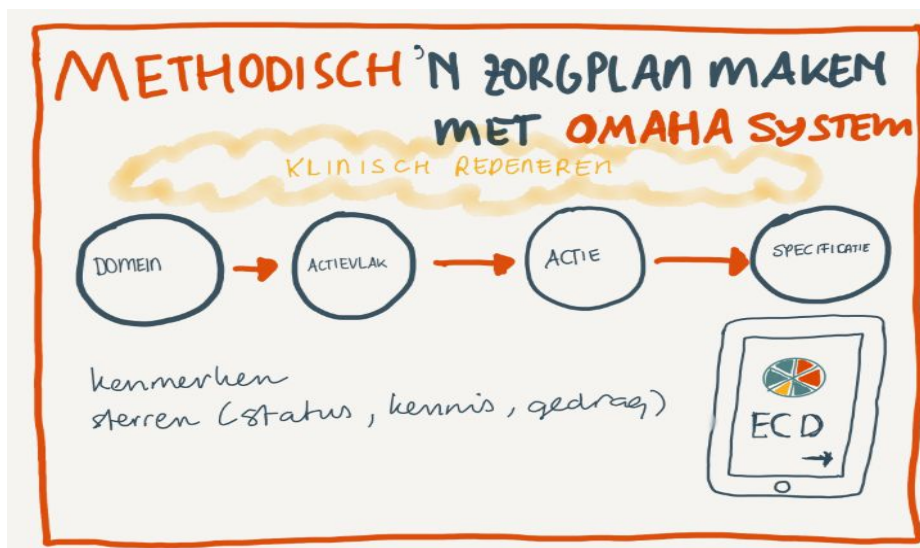 METHODISCH 'N ZORGPLAN MAKEN
MET OMAHA SYSTEM
KLINISCH REDENEREN
DOMEIN
ACTIEVLAK
ACTIE
SPECIFICATIE
kenmerken
sterren (status, kennis, gedrag)
ECD